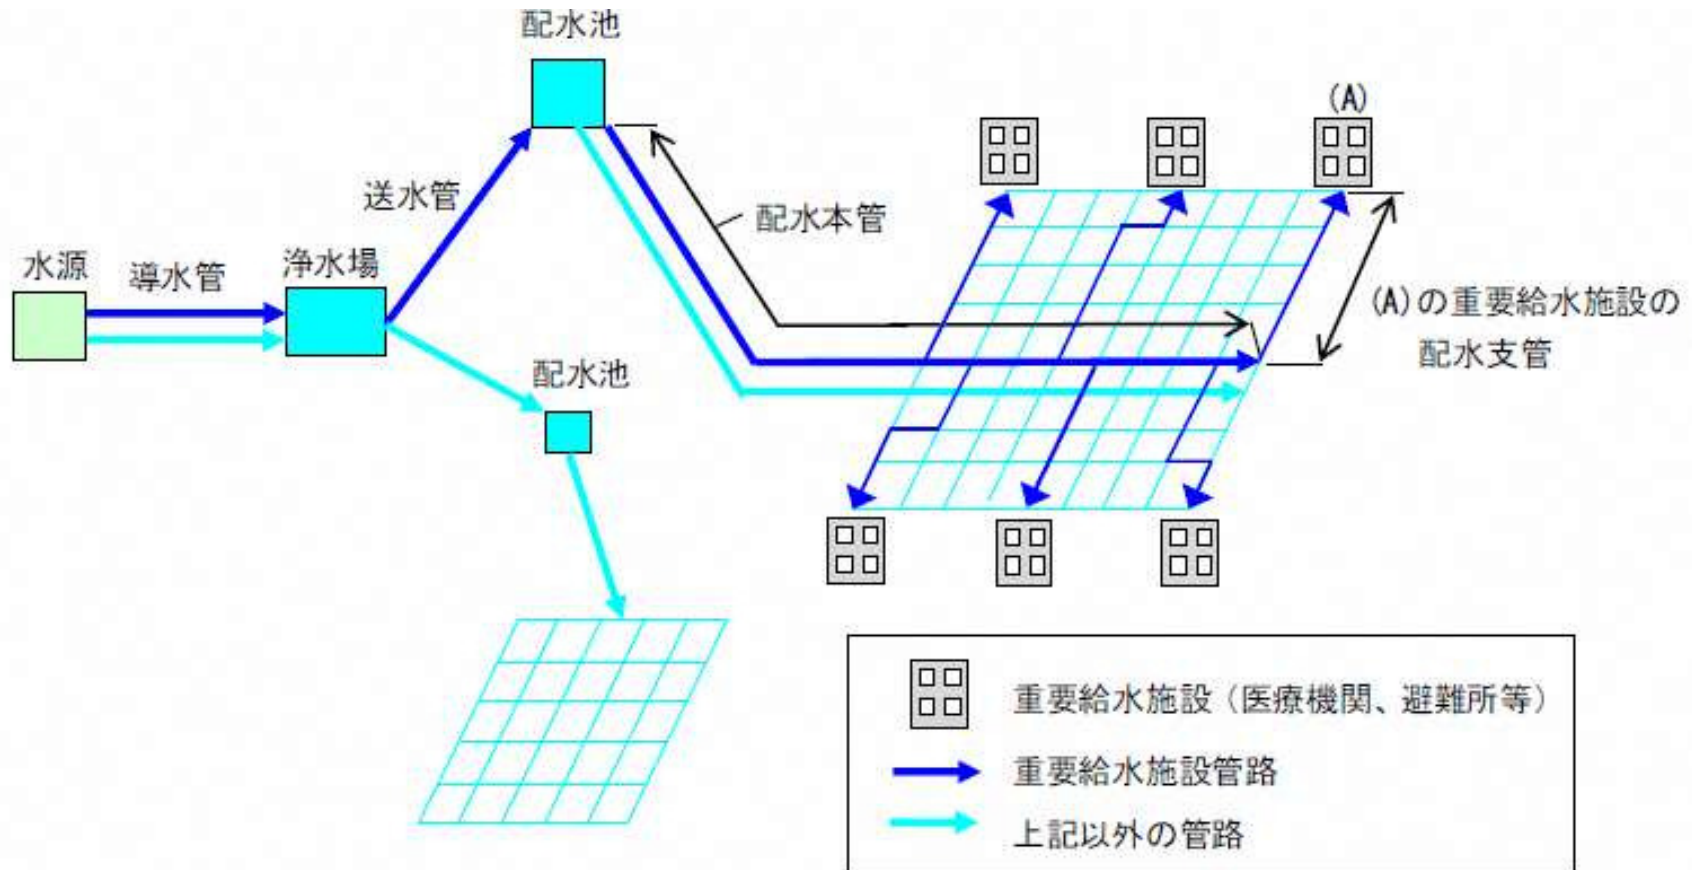 配水池
(A)
送水管
配水本管
水源
導水管
浄水場
(A)の重要給水施設の
配水支管
配水池
重要給水施設（医療機関、避難所等）
重要給水施設管路
上記以外の管路